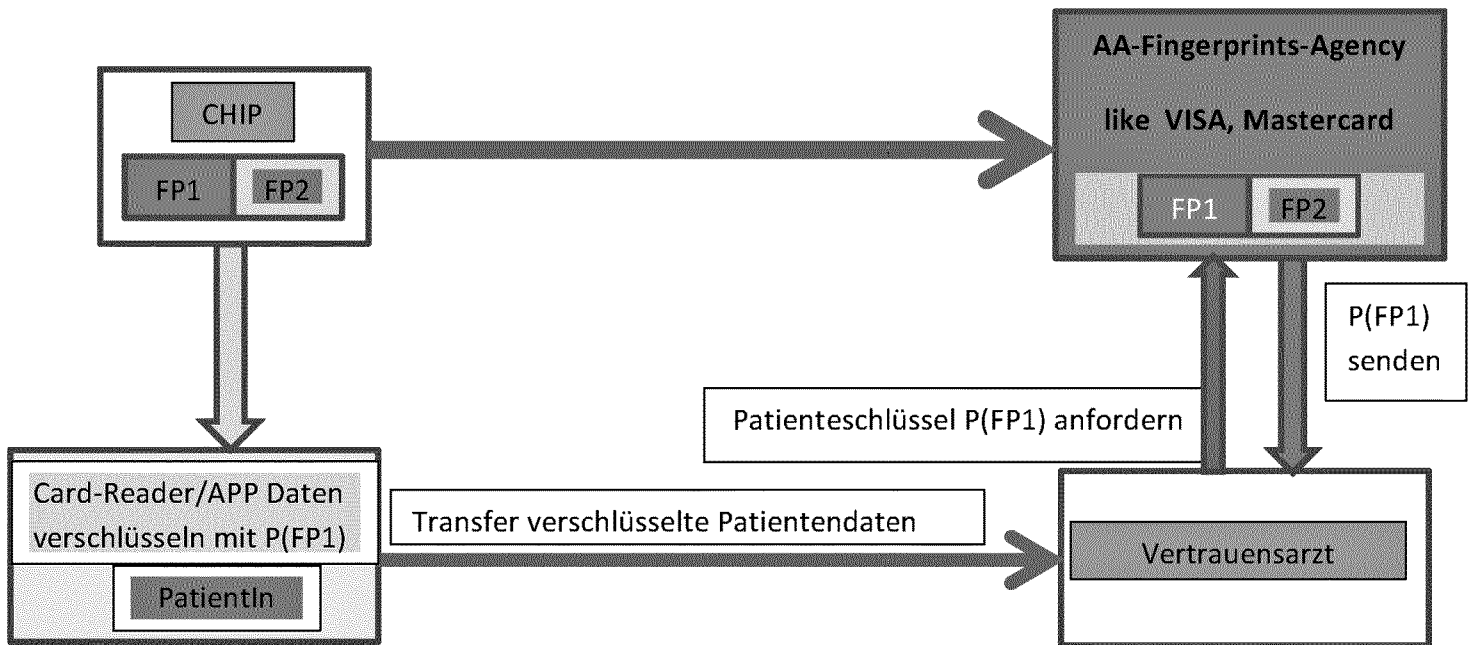 CHIP
FP1 FP2
AA-Fingerprints-Agency
like VISA, Mastercard
FP1 FP2
P(FP1)
senden
Patienteschlüssel P(FP1) anfordern
Card-Reader/APP Daten
verschlüsseln mit P(FP1)
PatientIn
Transfer verschlüsselte Patientendaten
Vertrauensarzt